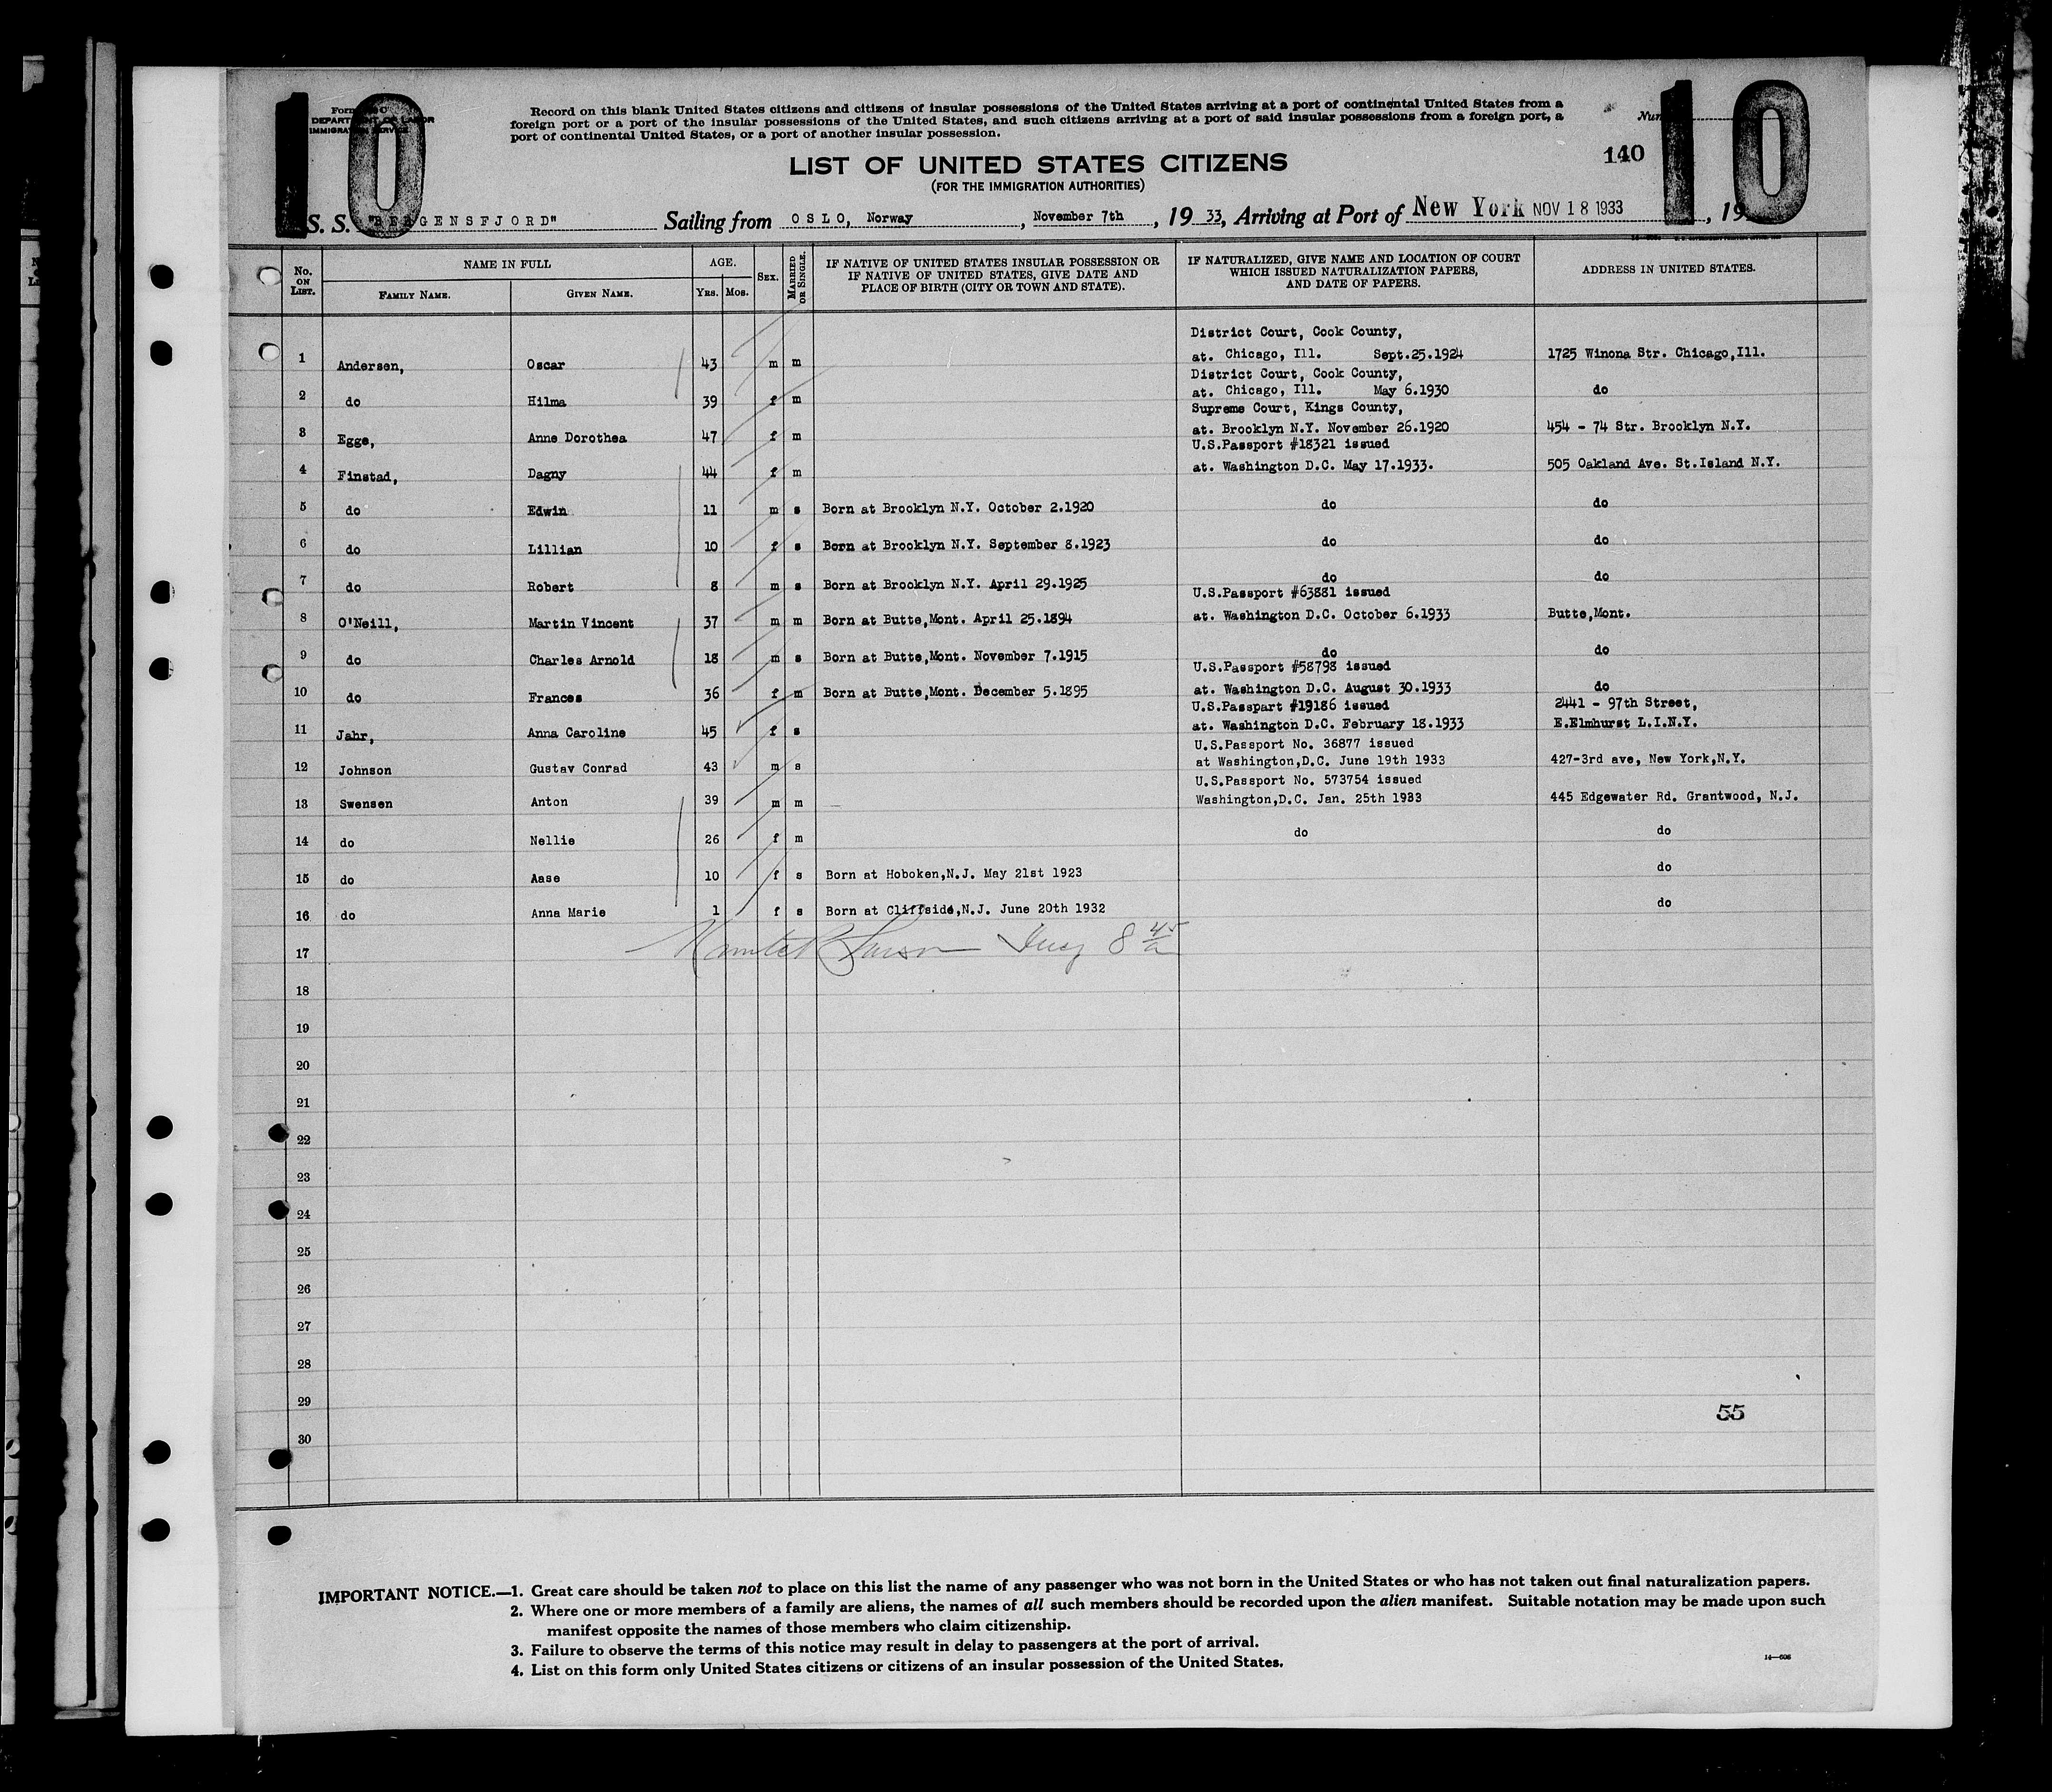 10
10
DEPARTMENT OF LABOR
IMMIGRATION SERVICE
Record on this blank United States citizens and citizens of insular possessions of the United States arriving at a port of continental United States from a
foreign port or a port of the insular possessions of the United States, and such citizens arriving at a port of said insular possessions from a foreign port, a
port of continental United States, or a port of another insular possession.
140
LIST OF UNITED STATES CITIZENS
(FOR THE IMMIGRATION AUTHORITIES)
S. S. "BERGENSFJORD" Sailing from OSLO, Norway, November 7th, 1933, Arriving at Port of New York NOV 18 1933, 19
No. ON LIST. NAME IN FULL AGE. SEX. MARRIED OR SINGLE. IF NATIVE OF UNITED STATES INSULAR POSSESSION OR IF NATIVE OF UNITED STATES, GIVE DATE AND PLACE OF BIRTH (CITY OR TOWN AND STATE). IF NATURALIZED, GIVE NAME AND LOCATION OF COURT WHICH ISSUED NATURALIZATION PAPERS, AND DATE OF PAPERS. ADDRESS IN UNITED STATES.
FAMILY NAME. GIVEN NAME. YRS. MOS.
District Court, Cook County,
1 Andersen, Oscar 43 m m at. Chicago, Ill. Sept.25.1924 1725 Winona Str. Chicago,Ill.
District Court, Cook County,
2 do Hilma 39 f m at. Chicago, Ill. May 6.1930 do
Supreme Court, Kings County,
3 Egge, Anne Dorothea 47 f m at. Brooklyn N.Y. November 26.1920 454 - 74 Str. Brooklyn N.Y.
U.S.Passport #18321 issued
4 Finstad, Dagny 44 f m at. Washington D.C. May 17.1933. 505 Oakland Ave. St.Island N.Y.
5 do Edwin 11 m s Born at Brooklyn N.Y. October 2.1920 do do
6 do Lillian 10 f s Born at Brooklyn N.Y. September 8.1923 do do
7 do Robert 8 m s Born at Brooklyn N.Y. April 29.1925 do do
U.S.Passport #63881 issued
8 O'Neill, Martin Vincent 37 m m Born at Butte,Mont. April 25.1894 at. Washington D.C. October 6.1933 Butte,Mont.
9 do Charles Arnold 18 m s Born at Butte,Mont. November 7.1915 do do
U.S.Passport #58798 issued
10 do Frances 36 f m Born at Butte,Mont. December 5.1895 at. Washington D.C. August 30.1933 do
U.S.Passpart #19186 issued 2441 - 97th Street,
11 Jahr, Anna Caroline 45 f s at. Washington D.C. February 18.1933 E.Elmhurst L.I.N.Y.
U.S.Passport No. 36877 issued
12 Johnson Gustav Conrad 43 m s at Washington,D.C. June 19th 1933 427-3rd ave, New York,N.Y.
U.S.Passport No. 573754 issued
13 Swensen Anton 39 m m Washington,D.C. Jan. 25th 1933 445 Edgewater Rd. Grantwood, N.J.
14 do Nellie 26 f m do do
15 do Aase 10 f s Born at Hoboken,N.J. May 21st 1923 do
16 do Anna Marie 1 f s Born at Cliffside,N.J. June 20th 1932 do
17 8 45
18
19
20
21
22
23
24
25
26
27
28
29 55
30
IMPORTANT NOTICE.—1. Great care should be taken not to place on this list the name of any passenger who was not born in the United States or who has not taken out final naturalization papers.
2. Where one or more members of a family are aliens, the names of all such members should be recorded upon the alien manifest. Suitable notation may be made upon such
manifest opposite the names of those members who claim citizenship.
3. Failure to observe the terms of this notice may result in delay to passengers at the port of arrival.
4. List on this form only United States citizens or citizens of an insular possession of the United States.
14—606